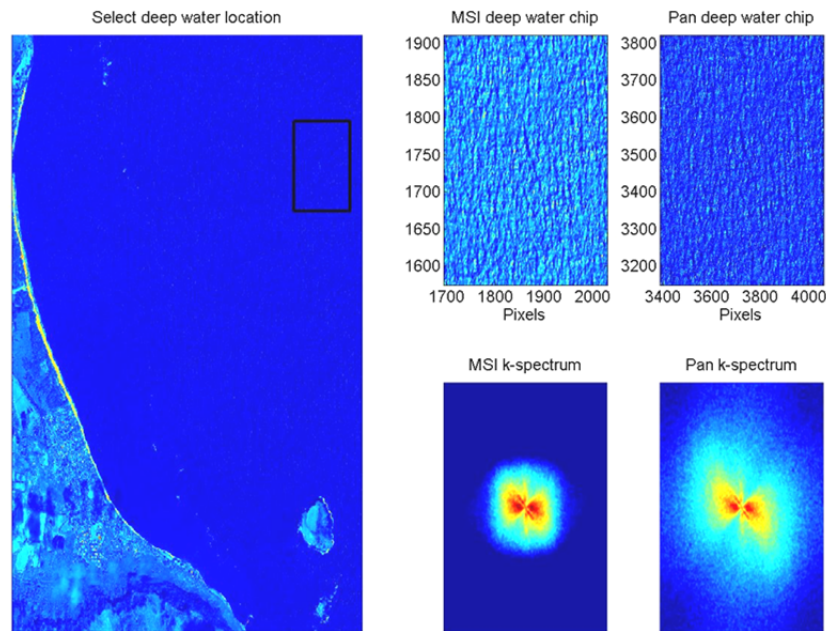 Select deep water location
MSI deep water chip
1900
1850
1800
1750
1700
1650
1600
1700 1800 1900 2000
Pixels
Pan deep water chip
3800
3700
3600
3500
3400
3300
3200
3400 3600 3800 4000
Pixels
MSI k-spectrum
Pan k-spectrum